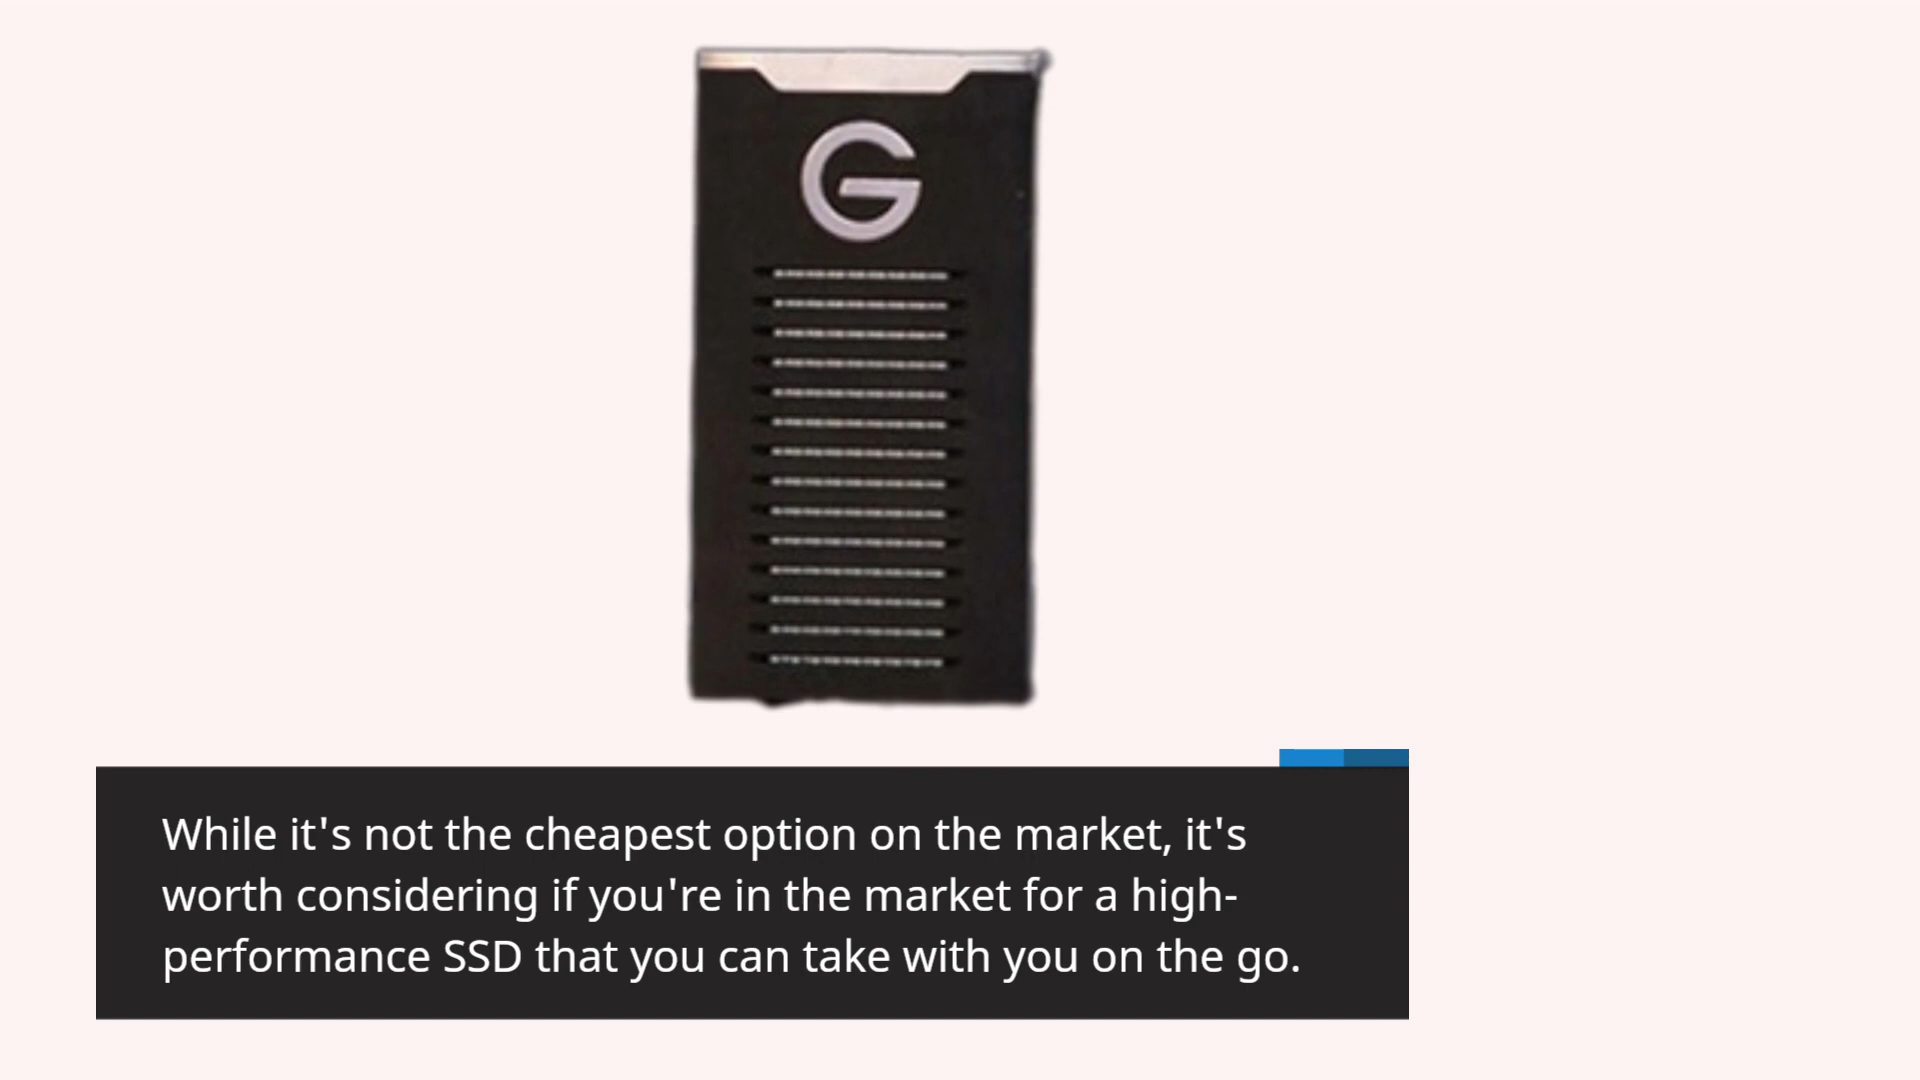 G
While it's not the cheapest option on the market, it's
worth considering if you're in the market for a high-
performance SSD that you can take with you on the go.